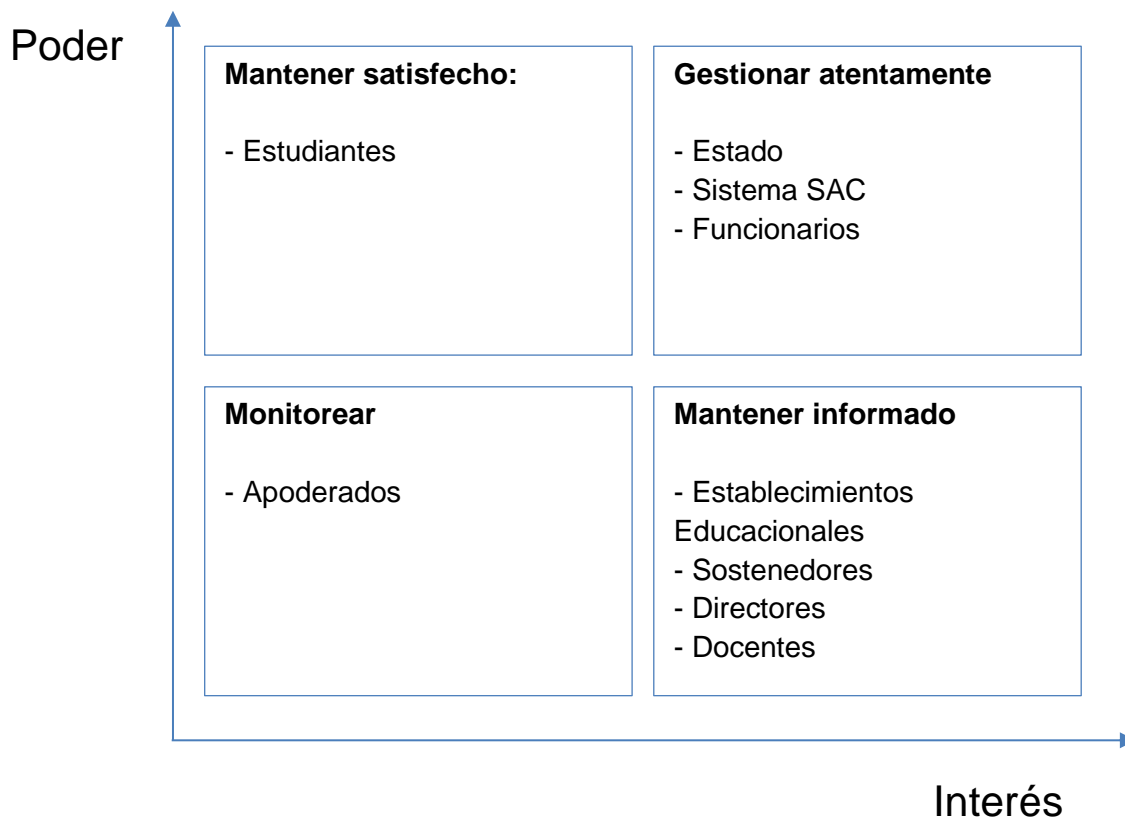 Poder
Mantener satisfecho:
- Estudiantes
Gestionar atentamente
- Estado
- Sistema SAC
- Funcionarios
Monitorear
- Apoderados
Mantener informado
- Establecimientos
Educacionales
- Sostenedores
- Directores
- Docentes
Interés